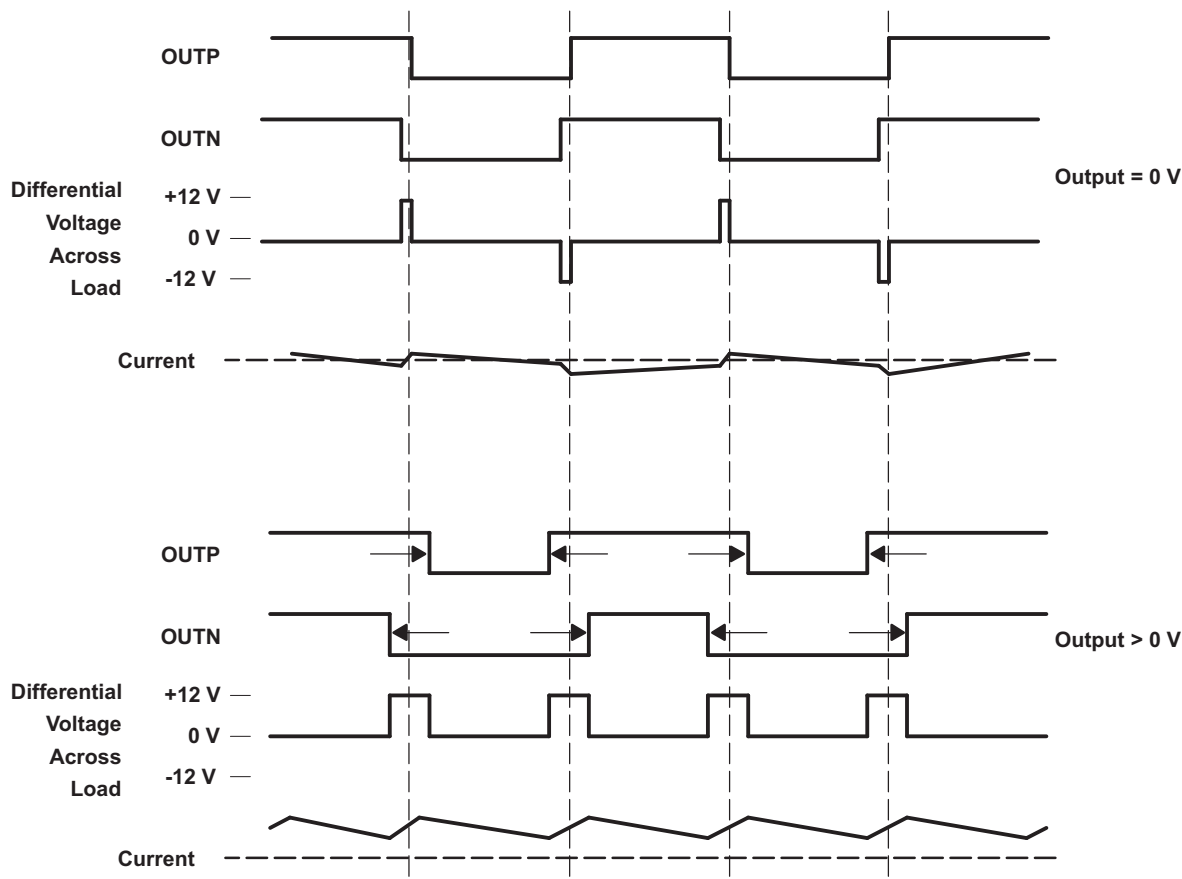 OUTP
OUTN
Output = 0 V
Differential
Voltage
Across
Load
+12 V
0 V
-12 V
Current
OUTP
OUTN
Output > 0 V
Differential
Voltage
Across
Load
+12 V
0 V
-12 V
Current